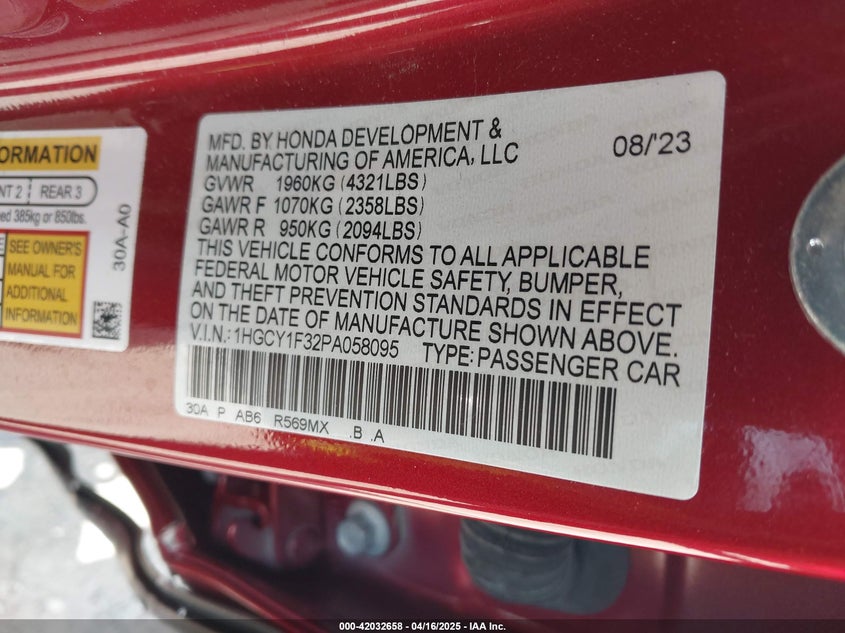 ORMATION
NT 2 REAR 3
ed 385kg or 850lbs.
SEE OWNER'S
MANUAL FOR
ADDITIONAL
INFORMATION
30A-A0
MFD. BY HONDA DEVELOPMENT &
MANUFACTURING OF AMERICA, LLC 08/'23
GVWR 1960KG (4321LBS)
GAWR F 1070KG (2358LBS)
GAWR R 950KG (2094LBS)
THIS VEHICLE CONFORMS TO ALL APPLICABLE
FEDERAL MOTOR VEHICLE SAFETY, BUMPER,
AND THEFT PREVENTION STANDARDS IN EFFECT
ON THE DATE OF MANUFACTURE SHOWN ABOVE.
V.I.N.: 1HGCY1F32PA058095 TYPE: PASSENGER CAR
30A P AB6 R569MX .B .A
000-42032658 - 04/16/2025 - IAA Inc.